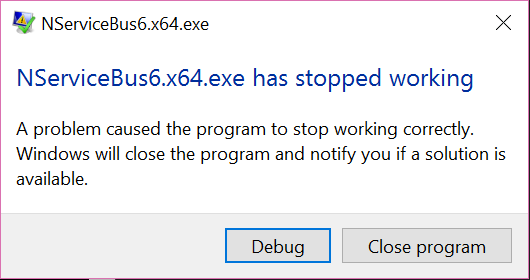 NServiceBus6.x64.exe
NServiceBus6.x64.exe has stopped working
A problem caused the program to stop working correctly.
Windows will close the program and notify you if a solution is
available.
Debug
Close program